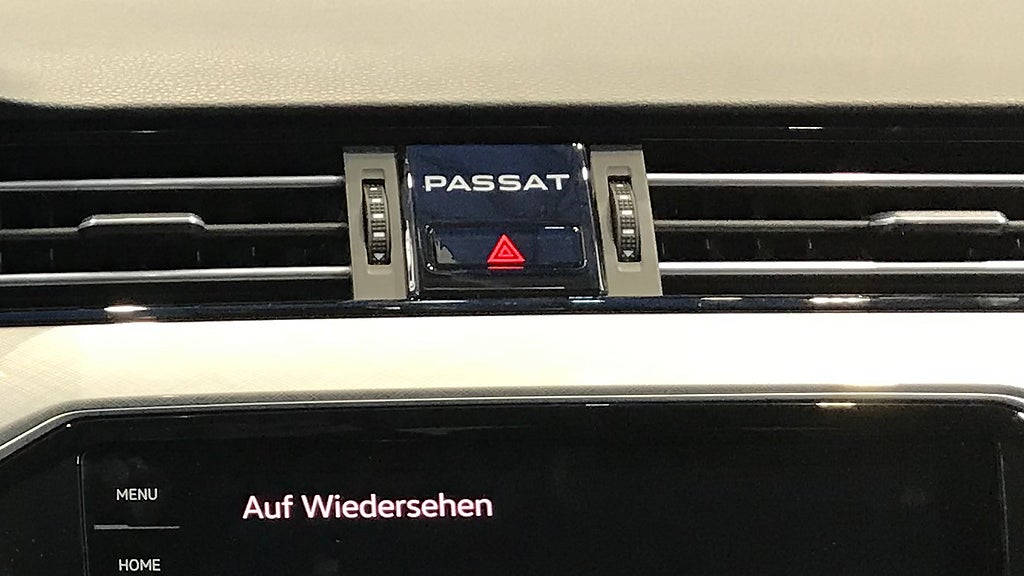 PASSAT
MENU
Auf Wiedersehen
HOME